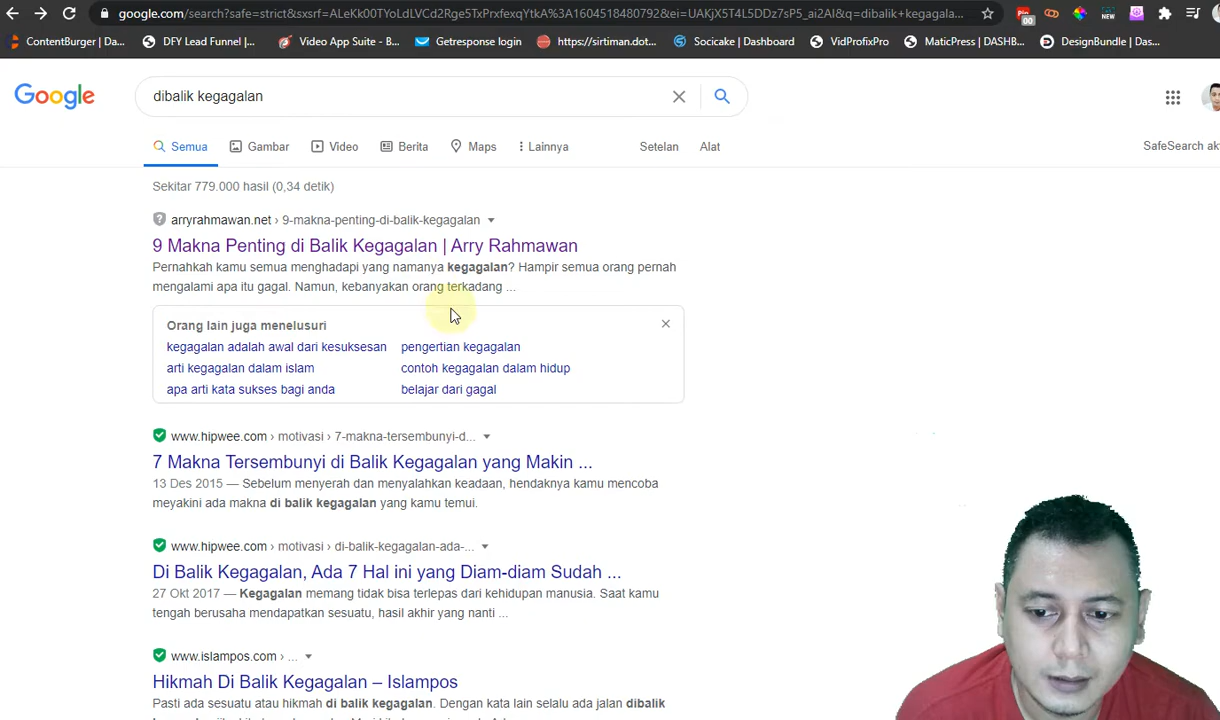 google.com/search?safe=strict&sxsrf=ALeKk00TYoLdLVCd2Rge5TxPrxfexqYtkA%3A1604518480792&ei=UAKjX5T4L5DDz7sP5_ai2AI&q=dibalik+kegagala...
00
NEW
ContentBurger | Da...
DFY Lead Funnel |...
Video App Suite - B...
Getresponse login
https://sirtiman.dot...
Socicake | Dashboard
VidProfixPro
MaticPress | DASHB...
DesignBundle | Das...
Google
dibalik kegagalan
Semua
Gambar
Video
Berita
Maps
Lainnya
Setelan
Alat
SafeSearch ak
Sekitar 779.000 hasil (0,34 detik)
arryrahmawan.net › 9-makna-penting-di-balik-kegagalan
9 Makna Penting di Balik Kegagalan | Arry Rahmawan
Pernahkah kamu semua menghadapi yang namanya kegagalan? Hampir semua orang pernah
mengalami apa itu gagal. Namun, kebanyakan orang terkadang ...
Orang lain juga menelusuri
kegagalan adalah awal dari kesuksesan
pengertian kegagalan
arti kegagalan dalam islam
contoh kegagalan dalam hidup
apa arti kata sukses bagi anda
belajar dari gagal
www.hipwee.com › motivasi › 7-makna-tersembunyi-d...
7 Makna Tersembunyi di Balik Kegagalan yang Makin ...
13 Des 2015 — Sebelum menyerah dan menyalahkan keadaan, hendaknya kamu mencoba
meyakini ada makna di balik kegagalan yang kamu temui.
www.hipwee.com › motivasi › di-balik-kegagalan-ada-...
Di Balik Kegagalan, Ada 7 Hal ini yang Diam-diam Sudah ...
27 Okt 2017 — Kegagalan memang tidak bisa terlepas dari kehidupan manusia. Saat kamu
tengah berusaha mendapatkan sesuatu, hasil akhir yang nanti ...
www.islampos.com › ...
Hikmah Di Balik Kegagalan – Islampos
Pasti ada sesuatu atau hikmah di balik kegagalan. Dengan kata lain selalu ada jalan dibalik